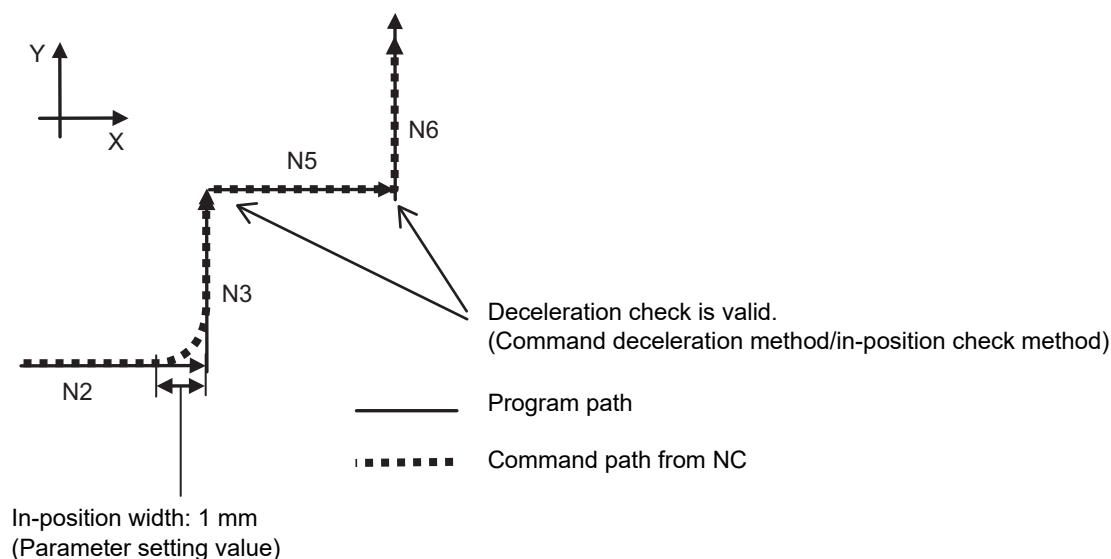 Y
X
N6
N5
N3
Deceleration check is valid.
(Command deceleration method/in-position check method)
N2
Program path
Command path from NC
In-position width: 1 mm
(Parameter setting value)